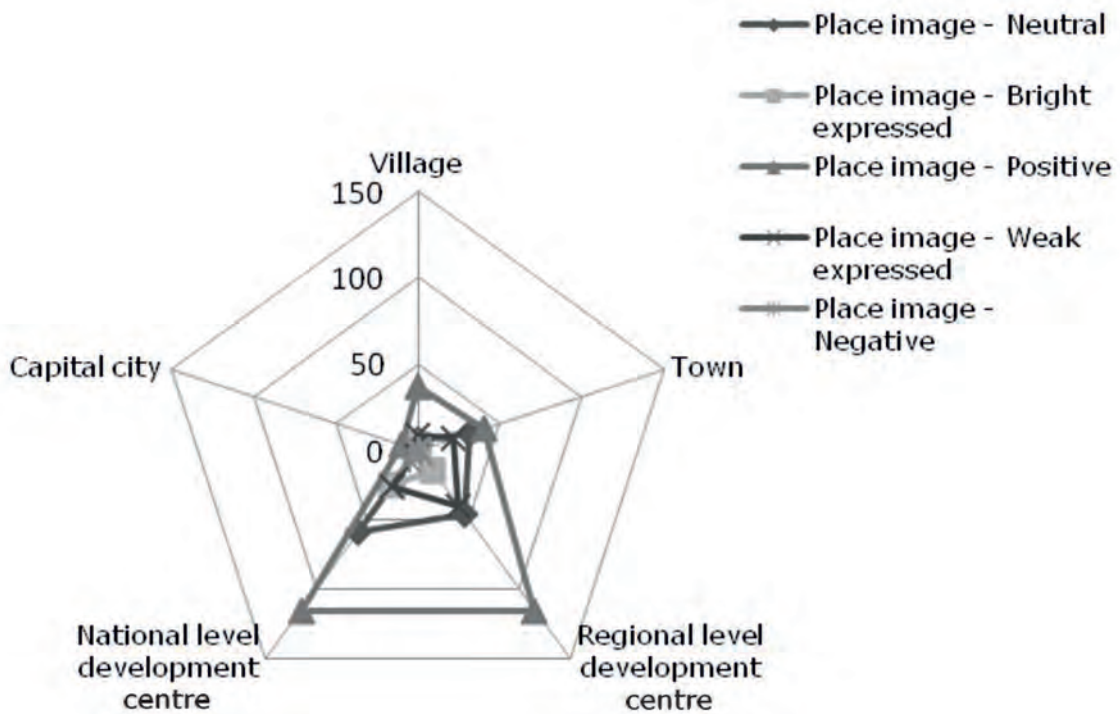 Place image - Neutral
Place image - Bright
expressed
Place image - Positive
Place image - Weak
expressed
Place image -
Negative
Village
150
100
50
0
Town
Capital city
National level
development
centre
Regional level
development
centre